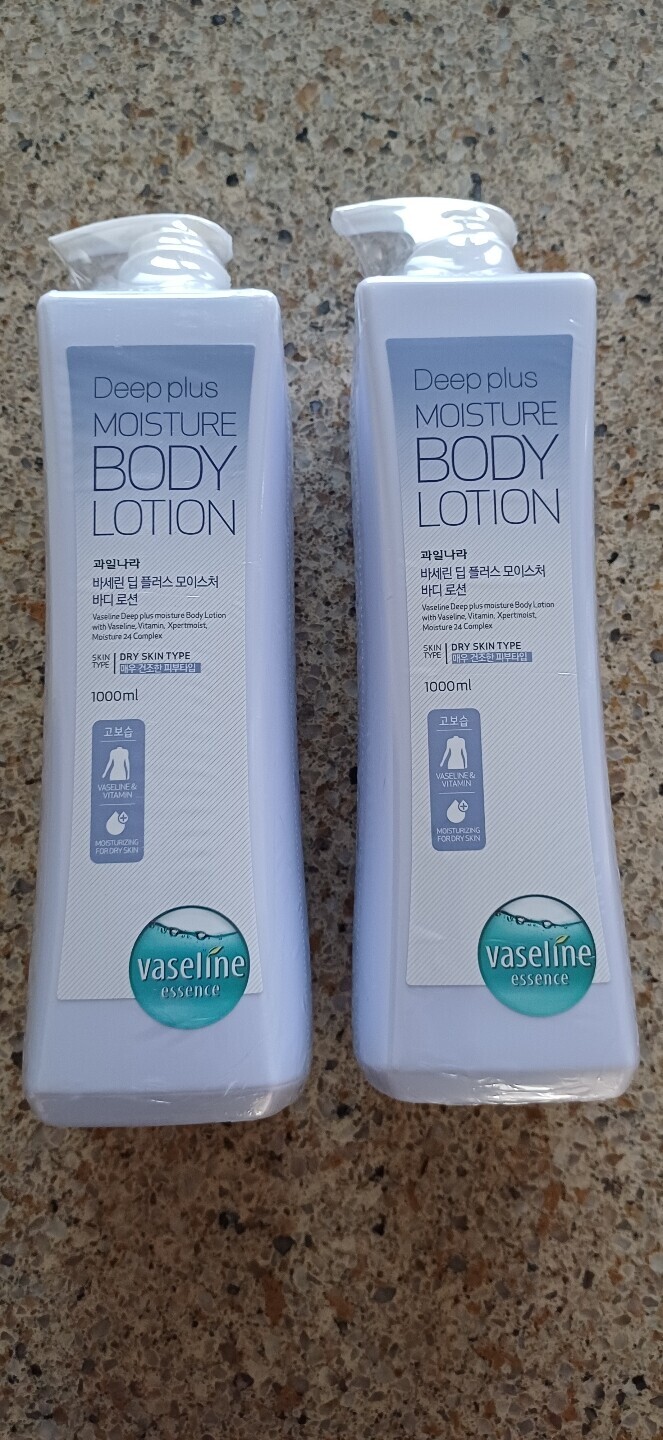 Deep plus
MOISTURE
BODY
LOTION
과일나라
바세린 딥 플러스 모이스처
바디 로션
Vaseline Deep plus moisture Body Lotion
with Vaseline, Vitamin, Xpertmoist,
Moisture 24 Complex
SKIN TYPE | DRY SKIN TYPE
매우 건조한 피부타입
1000ml
고보습
VASELINE &
VITAMIN
MOISTURIZING
FOR DRY SKIN
vaseline
essence
Deep plus
MOISTURE
BODY
LOTION
과일나라
바세린 딥 플러스 모이스처
바디 로션
Vaseline Deep plus moisture Body Lotion
with Vaseline, Vitamin, Xpertmoist,
Moisture 24 Complex
SKIN TYPE | DRY SKIN TYPE
매우 건조한 피부타입
1000ml
고보습
VASELINE &
VITAMIN
MOISTURIZING
FOR DRY SKIN
vaseline
essence